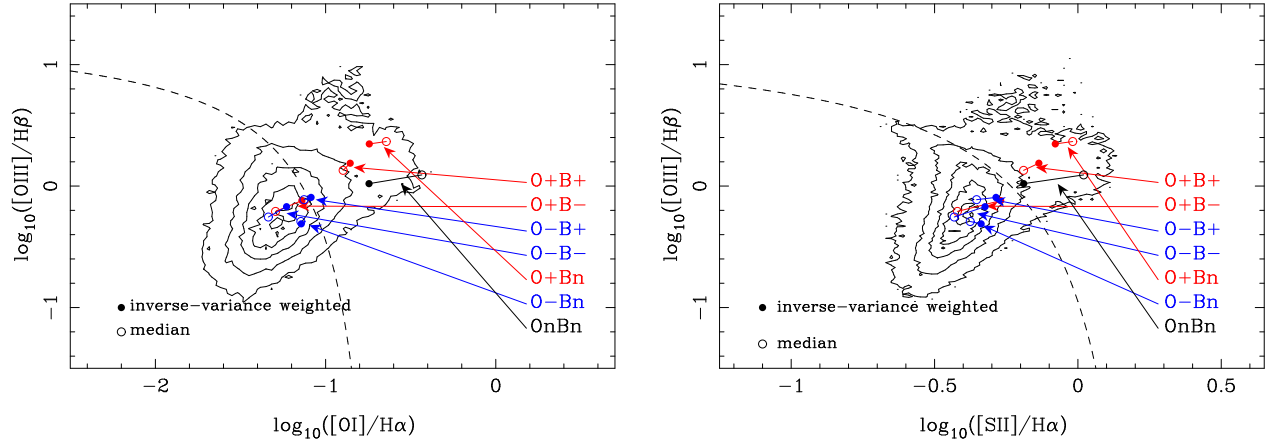 log10([OIII]/Hβ)
1
0
−1
O+B+
O+B−
O−B+
O−B−
O+Bn
O−Bn
OnBn
inverse−variance weighted
median
−2
−1
0
log10([OI]/Hα)
log10([OIII]/Hβ)
1
0
−1
O+B+
O+B−
O−B+
O−B−
O+Bn
O−Bn
OnBn
inverse−variance weighted
median
−1
−0.5
0
0.5
log10([SII]/Hα)